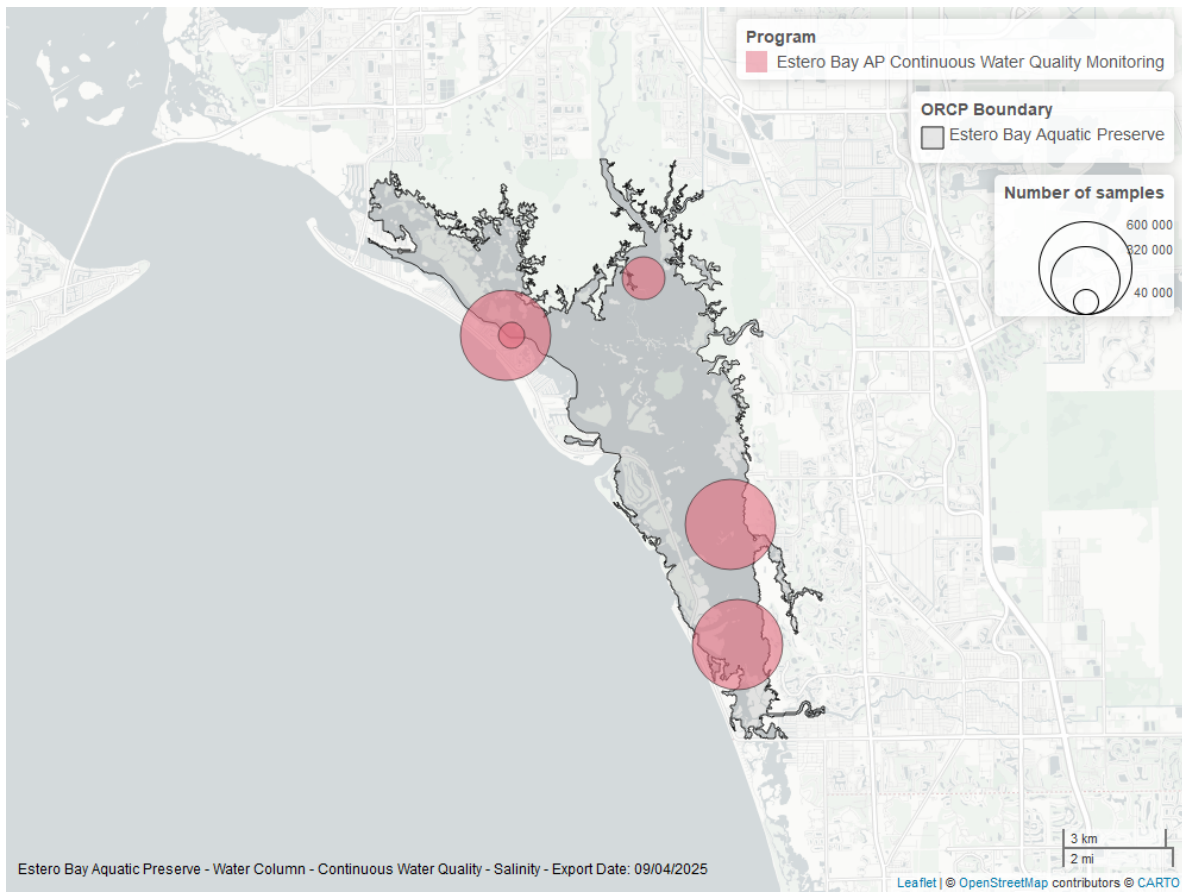 Program
Estero Bay AP Continuous Water Quality Monitoring
ORCP Boundary
Estero Bay Aquatic Preserve
Number of samples
600 000
320 000
40 000
3 km
2 mi
Estero Bay Aquatic Preserve - Water Column - Continuous Water Quality - Salinity - Export Date: 09/04/2025
Leaflet | © OpenStreetMap contributors © CARTO